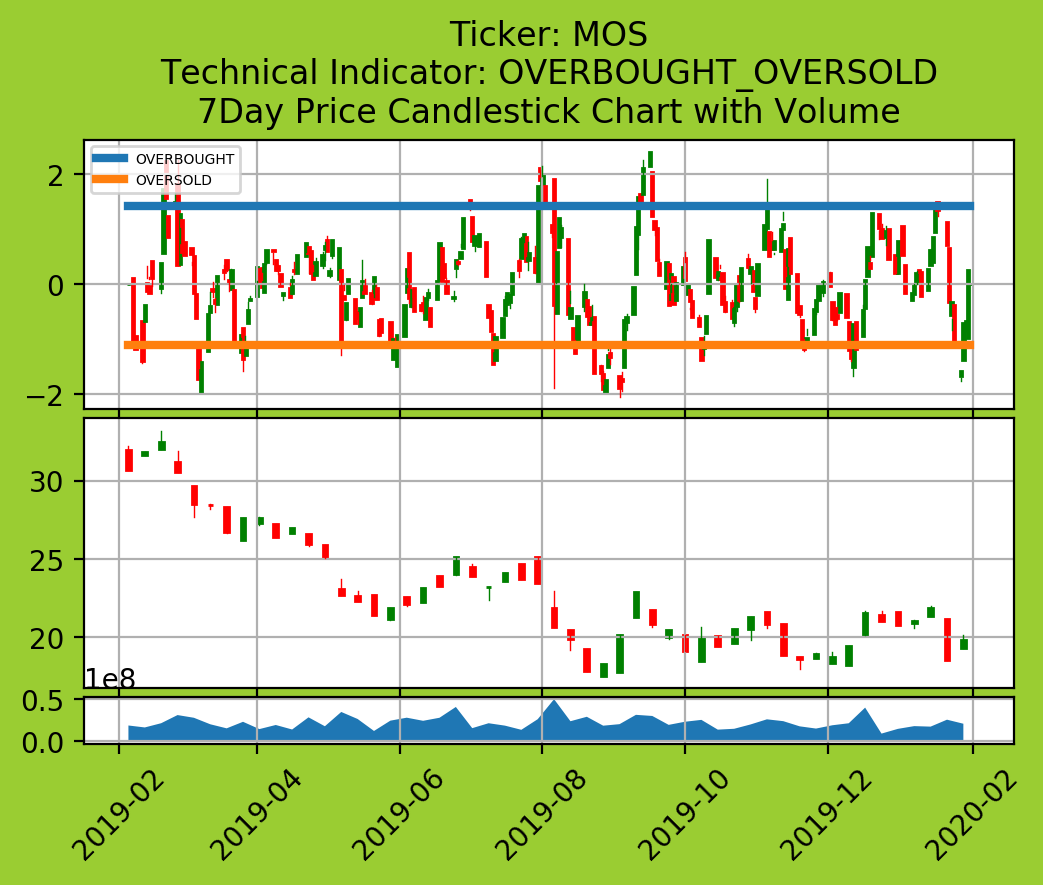 Ticker: MOS
Technical Indicator: OVERBOUGHT_OVERSOLD
7Day Price Candlestick Chart with Volume
OVERBOUGHT
OVERSOLD
2
0
−2
30
25
20
1e8
0.5
0.0
2019-02
2019-04
2019-06
2019-08
2019-10
2019-12
2020-02